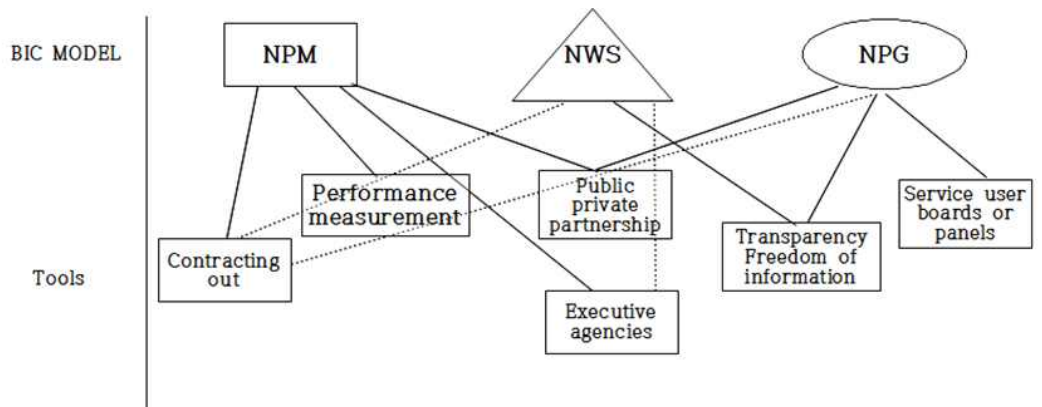 BIC MODEL
NPM
NWS
NPG
Performance
measurement
Public
private
partnership
Service user
boards or
panels
Transparency
Freedom of
information
Tools
Contracting
out
Executive
agencies